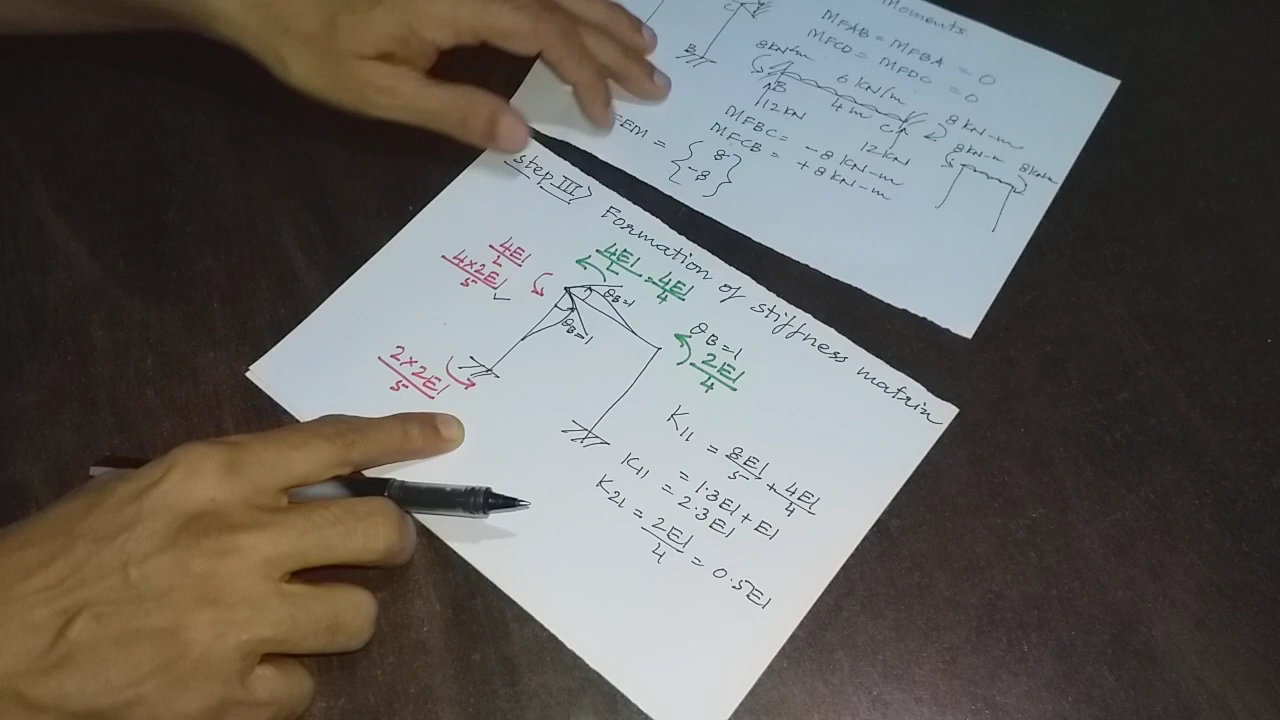 Moments
MFAB = MFBA = 0
MFCD = MFDC = 0
8kN-m
6 kN/m
8 kN-m
B
4m
C
12kN
12kN
MFBC = -8 kN-m
MFCB = +8 kN-m
8kN-m 8kN-m
C
B
FEM = { 8
-8 }
Step III)
Formation of stiffness matrix
4EI/L
4×2EI/5
4EI/L = 4EI/4
θB=1
θB=1
θB=1
2EI/4
2×2EI/5
K11 = 8EI/5 + 4EI/4
K11 = 1.3EI + EI
= 2.3EI
K21 = 2EI/4 = 0.5EI